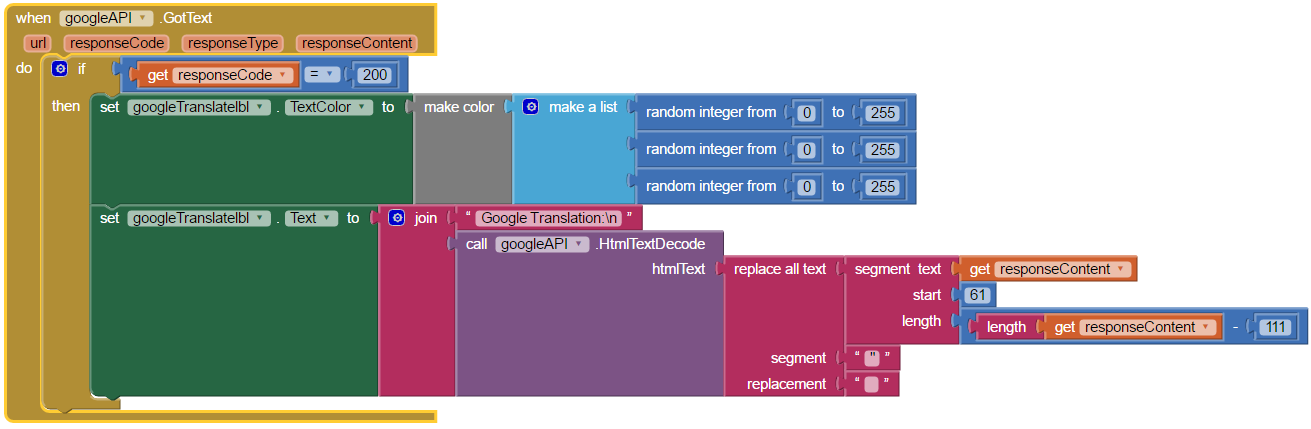 when googleAPI .GotText
url responseCode responseType responseContent
do if get responseCode = 200
then set googleTranslatelbl . TextColor to make color make a list random integer from 0 to 255
random integer from 0 to 255
random integer from 0 to 255
set googleTranslatelbl . Text to join “ Google Translation:\n ”
call googleAPI .HtmlTextDecode
htmlText replace all text segment text get responseContent
start 61
length length get responseContent - 111
segment “ " ”
replacement “ ”